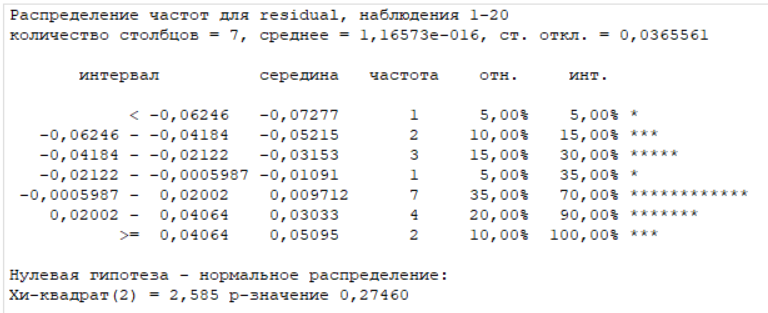 Распределение частот для residual, наблюдения 1-20
количество столбцов = 7, среднее = 1,16573e-016, ст. откл. = 0,0365561
интервал середина частота отн. инт.
< -0,06246 -0,07277 1 5,00% 5,00% *
-0,06246 - -0,04184 -0,05215 2 10,00% 15,00% ***
-0,04184 - -0,02122 -0,03153 3 15,00% 30,00% *****
-0,02122 - -0,0005987 -0,01091 1 5,00% 35,00% *
-0,0005987 - 0,02002 0,009712 7 35,00% 70,00% ************
0,02002 - 0,04064 0,03033 4 20,00% 90,00% *******
>= 0,04064 0,05095 2 10,00% 100,00% ***
Нулевая гипотеза - нормальное распределение:
Хи-квадрат(2) = 2,585 р-значение 0,27460